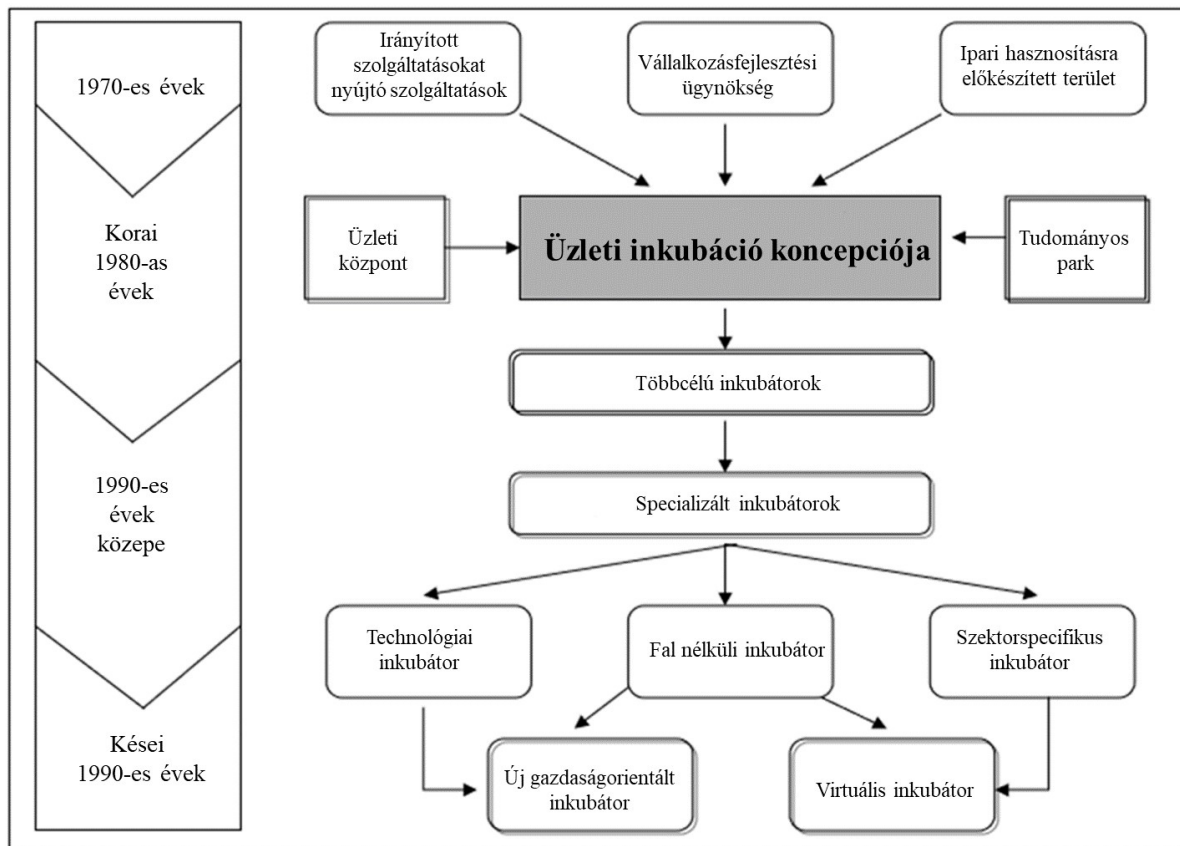 1970-es évek
Korai
1980-as
évek
1990-es
évek
közepe
Kései
1990-es évek
Irányított
szolgáltatásokat
nyújtó szolgáltatások
Vállalkozásfejlesztési
ügynökség
Ipari hasznosításra
előkészített terület
Üzleti
központ
Üzleti inkubáció koncepciója
Tudományos
park
Többcélú inkubátorok
Specializált inkubátorok
Technológiai
inkubátor
Fal nélküli inkubátor
Szektorspecifikus
inkubátor
Új gazdaságorientált
inkubátor
Virtuális inkubátor